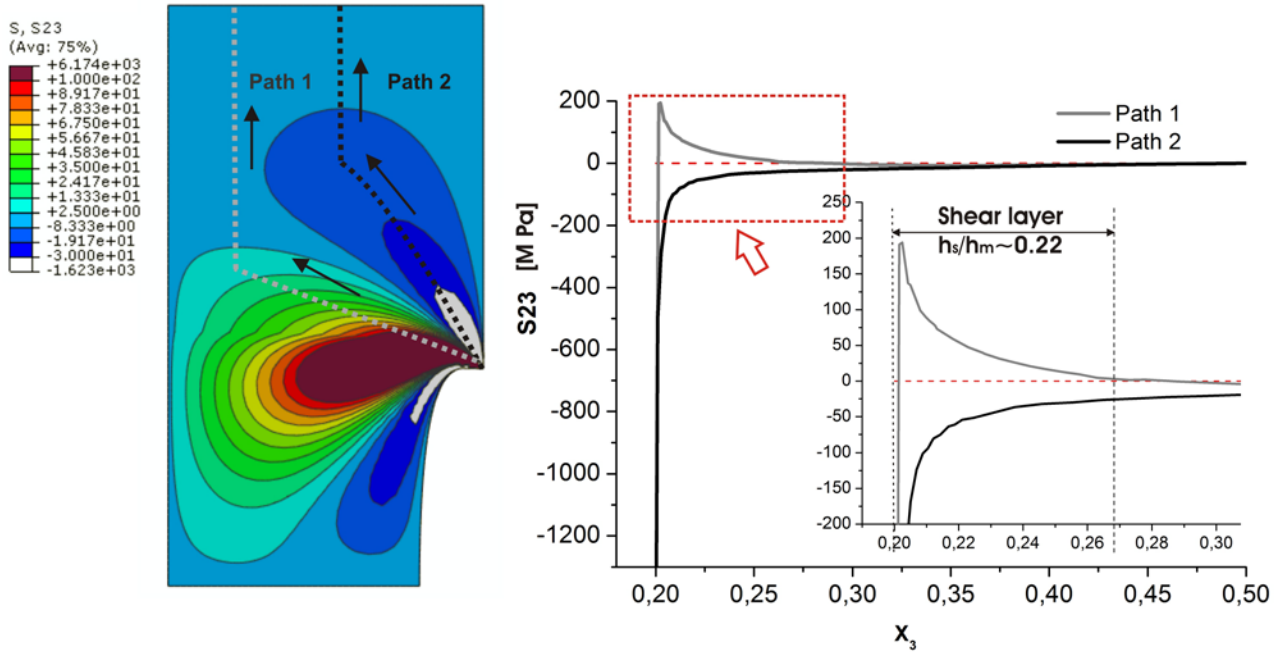 S, S23
(Avg: 75%)
+6.174e+03
+1.000e+02
+8.917e+01
+7.833e+01
+6.750e+01
+5.667e+01
+4.583e+01
+3.500e+01
+2.417e+01
+1.333e+01
+2.500e+00
-8.333e+00
-1.917e+01
-3.000e+01
-1.623e+03
Path 1
Path 2
S23 [M Pa]
200
0
-200
-400
-600
-800
-1000
-1200
0,20
0,25
0,30
0,35
0,40
0,45
0,50
X3
Path 1
Path 2
Shear layer
hs/hm~0.22
250
200
150
100
50
0
-50
-100
-150
-200
0,20
0,22
0,24
0,26
0,28
0,30